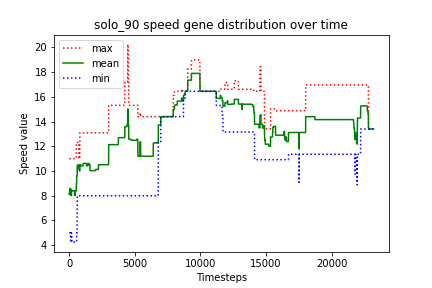 solo_90 speed gene distribution over time
max
mean
min
20
18
16
14
12
10
8
6
4
Speed value
0 5000 10000 15000 20000
Timesteps